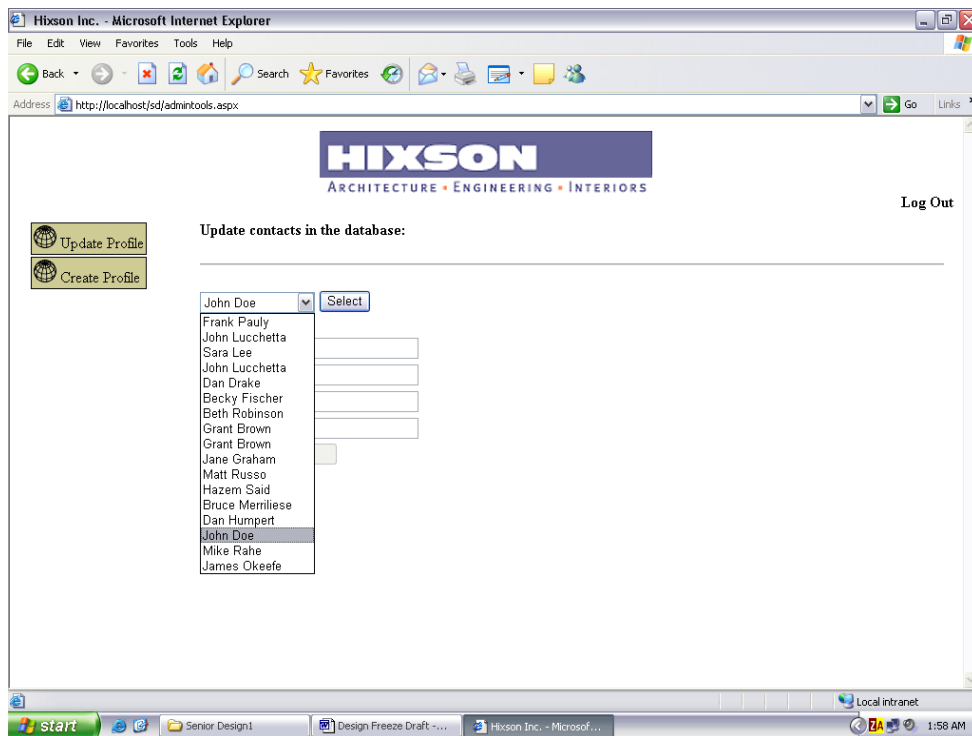 Hixson Inc. - Microsoft Internet Explorer
File Edit View Favorites Tools Help
Back Search Favorites
Address http://localhost/sd/admintools.aspx Go Links
HIXSON
ARCHITECTURE • ENGINEERING • INTERIORS
Log Out
Update Profile
Create Profile
Update contacts in the database:
John Doe Select
Frank Pauly
John Lucchetta
Sara Lee
John Lucchetta
Dan Drake
Becky Fischer
Beth Robinson
Grant Brown
Grant Brown
Jane Graham
Matt Russo
Hazem Said
Bruce Merriliese
Dan Humpert
John Doe
Mike Rahe
James Okeefe
Local intranet
start Senior Design1 Design Freeze Draft -... Hixson Inc. - Microsof... ZA 1:58 AM